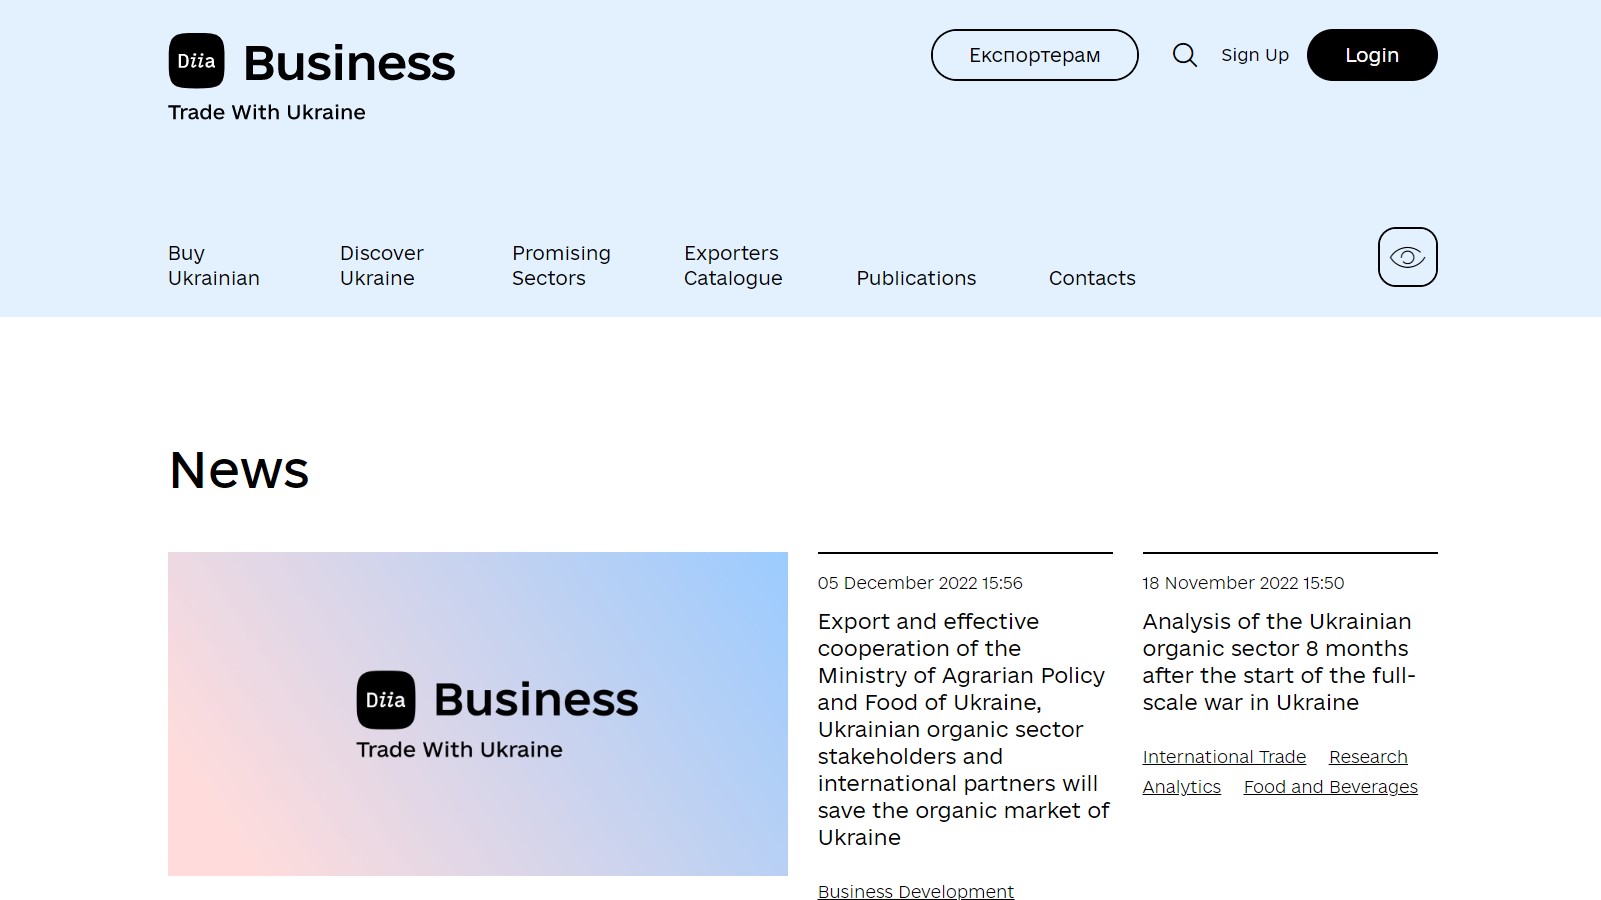 Diia Business
Trade With Ukraine
Експортерам
Sign Up
Login
Buy
Ukrainian
Discover
Ukraine
Promising
Sectors
Exporters
Catalogue
Publications
Contacts
News
Diia Business
Trade With Ukraine
05 December 2022 15:56
Export and effective
cooperation of the
Ministry of Agrarian Policy
and Food of Ukraine,
Ukrainian organic sector
stakeholders and
international partners will
save the organic market of
Ukraine
Business Development
18 November 2022 15:50
Analysis of the Ukrainian
organic sector 8 months
after the start of the full-
scale war in Ukraine
International Trade Research
Analytics Food and Beverages